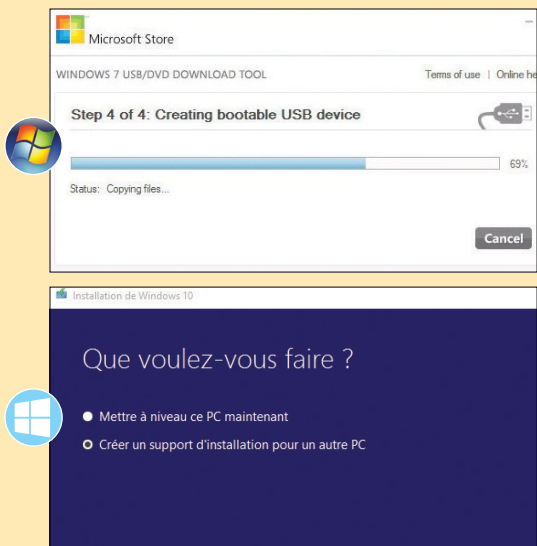 Microsoft Store
WINDOWS 7 USB/DVD DOWNLOAD TOOL Terms of use | Online he
Step 4 of 4: Creating bootable USB device
69%
Status: Copying files...
Cancel
Installation de Windows 10
Que voulez-vous faire ?
Mettre à niveau ce PC maintenant
Créer un support d'installation pour un autre PC